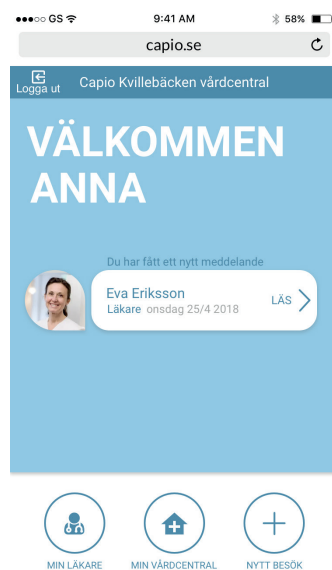 GS 9:41 AM 58%
capio.se
Logga ut Capio Kvillebäcken vårdcentral
VÄLKOMMEN
ANNA
Du har fått ett nytt meddelande
Eva Eriksson
LÄS
Läkare onsdag 25/4 2018
MIN LÄKARE MIN VÅRDCENTRAL NYTT BESÖK